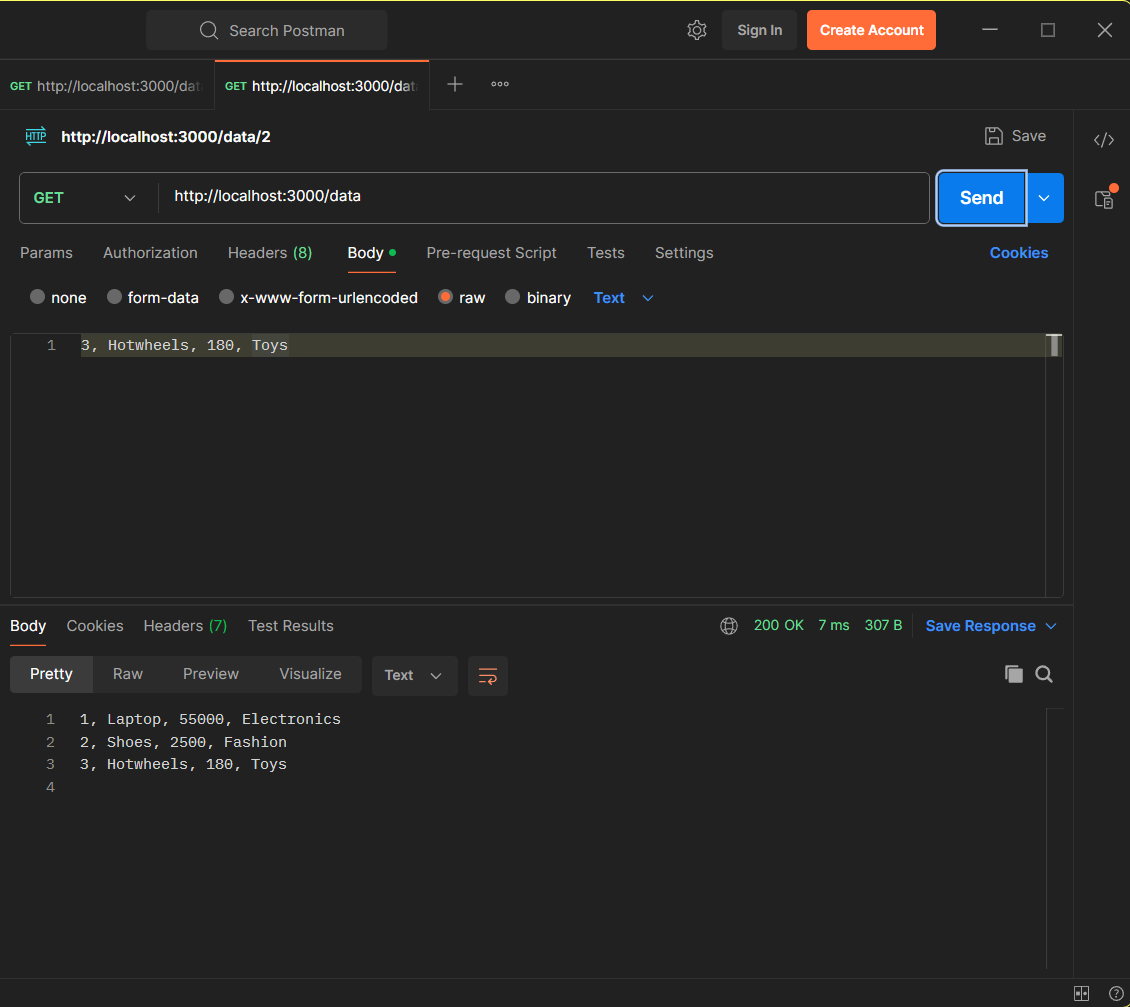 Search Postman
Sign In
Create Account
GET http://localhost:3000/dat
GET http://localhost:3000/dat
HTTP http://localhost:3000/data/2
Save
GET http://localhost:3000/data
Send
Params Authorization Headers (8) Body Pre-request Script Tests Settings Cookies
none form-data x-www-form-urlencoded raw binary Text
1 3, Hotwheels, 180, Toys
Body Cookies Headers (7) Test Results 200 OK 7 ms 307 B Save Response
Pretty Raw Preview Visualize Text
1 1, Laptop, 55000, Electronics
2 2, Shoes, 2500, Fashion
3 3, Hotwheels, 180, Toys
4